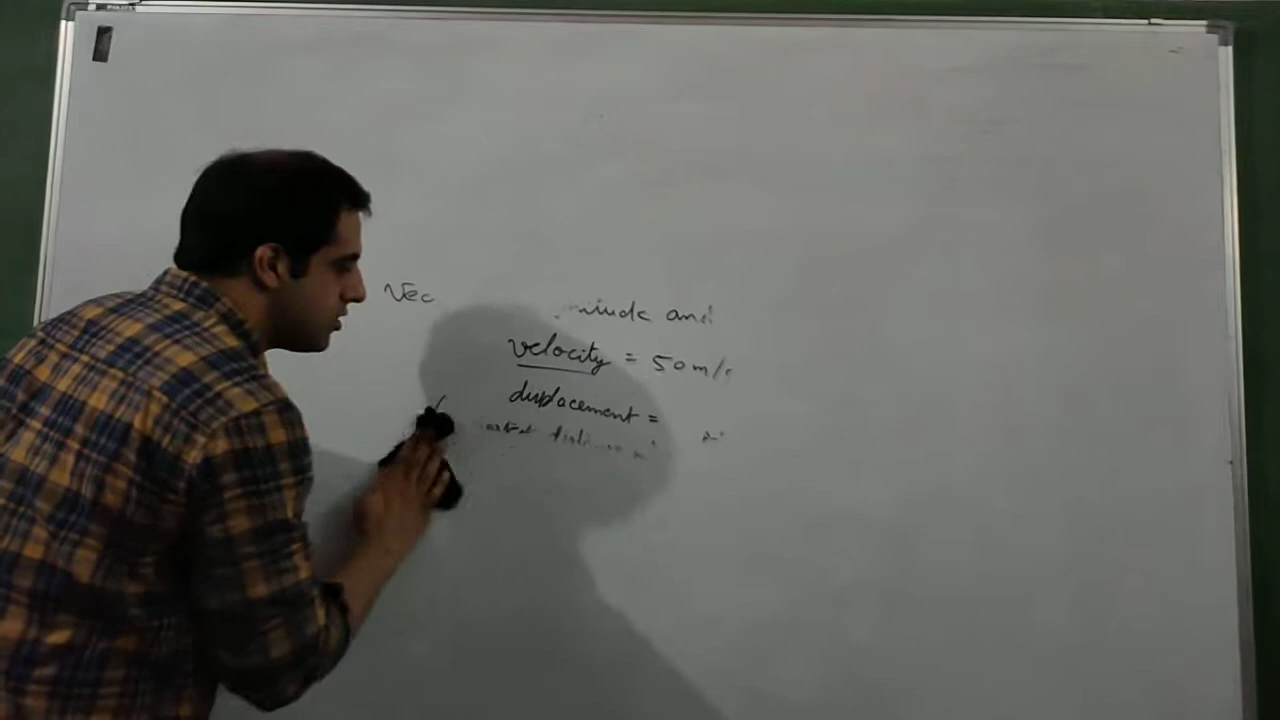 Vec
nitude and
velocity = 50 m/s
displacement =